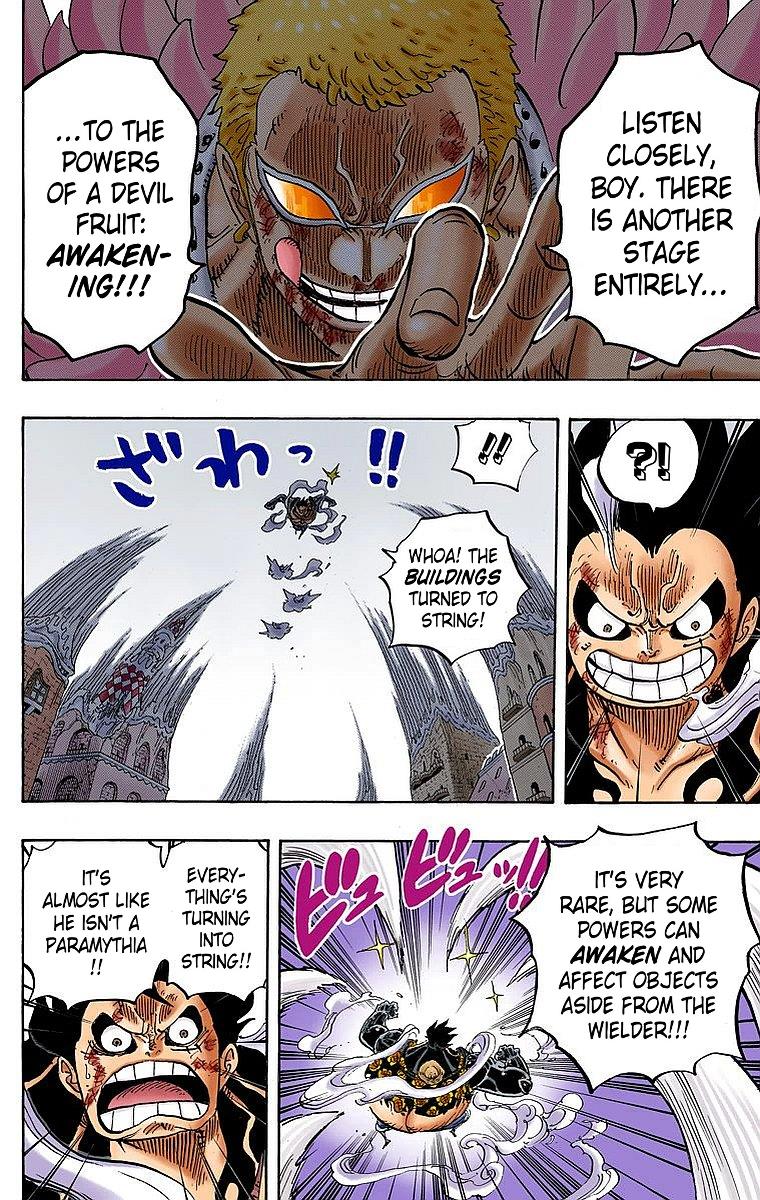 LISTEN
CLOSELY,
BOY. THERE
IS ANOTHER
STAGE
ENTIRELY...
...TO THE
POWERS
OF A DEVIL
FRUIT:
AWAKEN-
ING!!!
?!
!!
ざわっ!!
WHOA! THE
BUILDINGS
TURNED TO
STRING!
IT'S VERY
RARE, BUT SOME
POWERS CAN
AWAKEN AND
AFFECT OBJECTS
ASIDE FROM THE
WIELDER!!!
ビュビュッ!!
EVERY-
THING'S
TURNING
INTO
STRING!!
IT'S
ALMOST LIKE
HE ISN'T A
PARAMYTHIA
!!